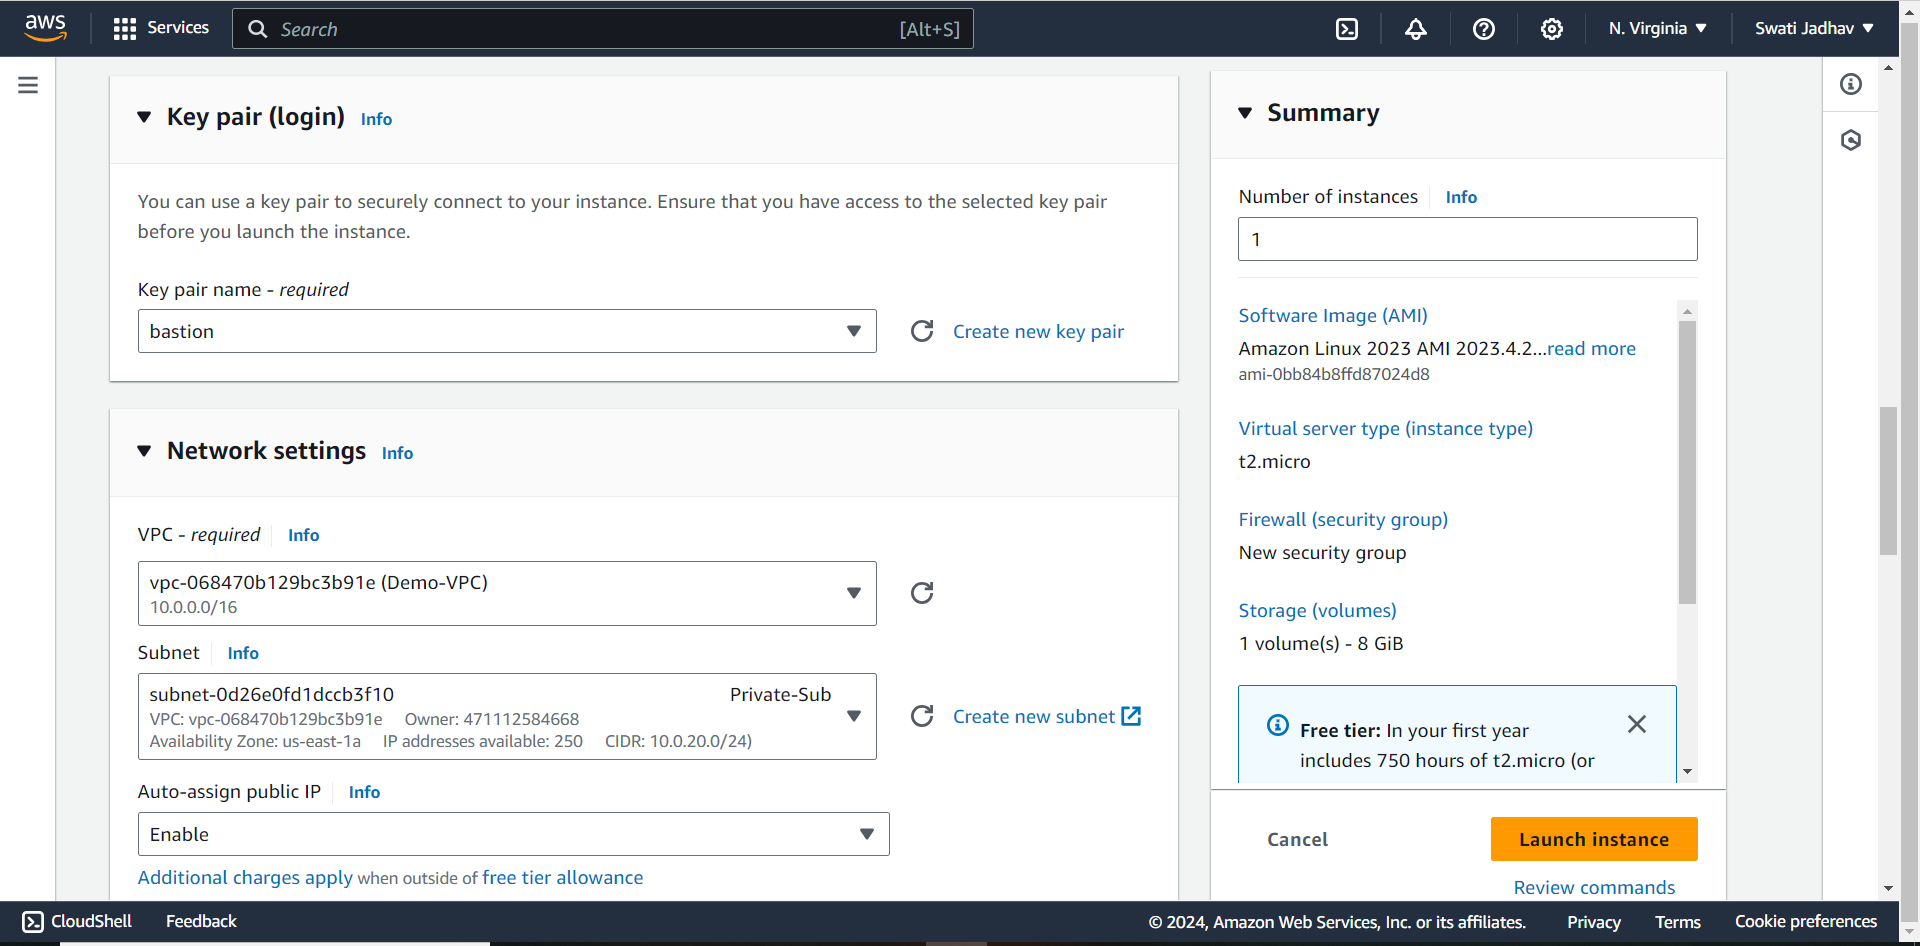 aws
Services
Search [Alt+S]
N. Virginia
Swati Jadhav
Key pair (login) Info
You can use a key pair to securely connect to your instance. Ensure that you have access to the selected key pair
before you launch the instance.
Key pair name - required
bastion
Create new key pair
Network settings Info
VPC - required Info
vpc-068470b129bc3b91e (Demo-VPC)
10.0.0.0/16
Subnet Info
subnet-0d26e0fd1dccb3f10 Private-Sub
VPC: vpc-068470b129bc3b91e Owner: 471112584668
Availability Zone: us-east-1a IP addresses available: 250 CIDR: 10.0.20.0/24)
Create new subnet
Auto-assign public IP Info
Enable
Additional charges apply when outside of free tier allowance
Summary
Number of instances Info
1
Software Image (AMI)
Amazon Linux 2023 AMI 2023.4.2...read more
ami-0bb84b8ffd87024d8
Virtual server type (instance type)
t2.micro
Firewall (security group)
New security group
Storage (volumes)
1 volume(s) - 8 GiB
Free tier: In your first year
includes 750 hours of t2.micro (or
Cancel
Launch instance
Review commands
CloudShell
Feedback
© 2024, Amazon Web Services, Inc. or its affiliates.
Privacy
Terms
Cookie preferences